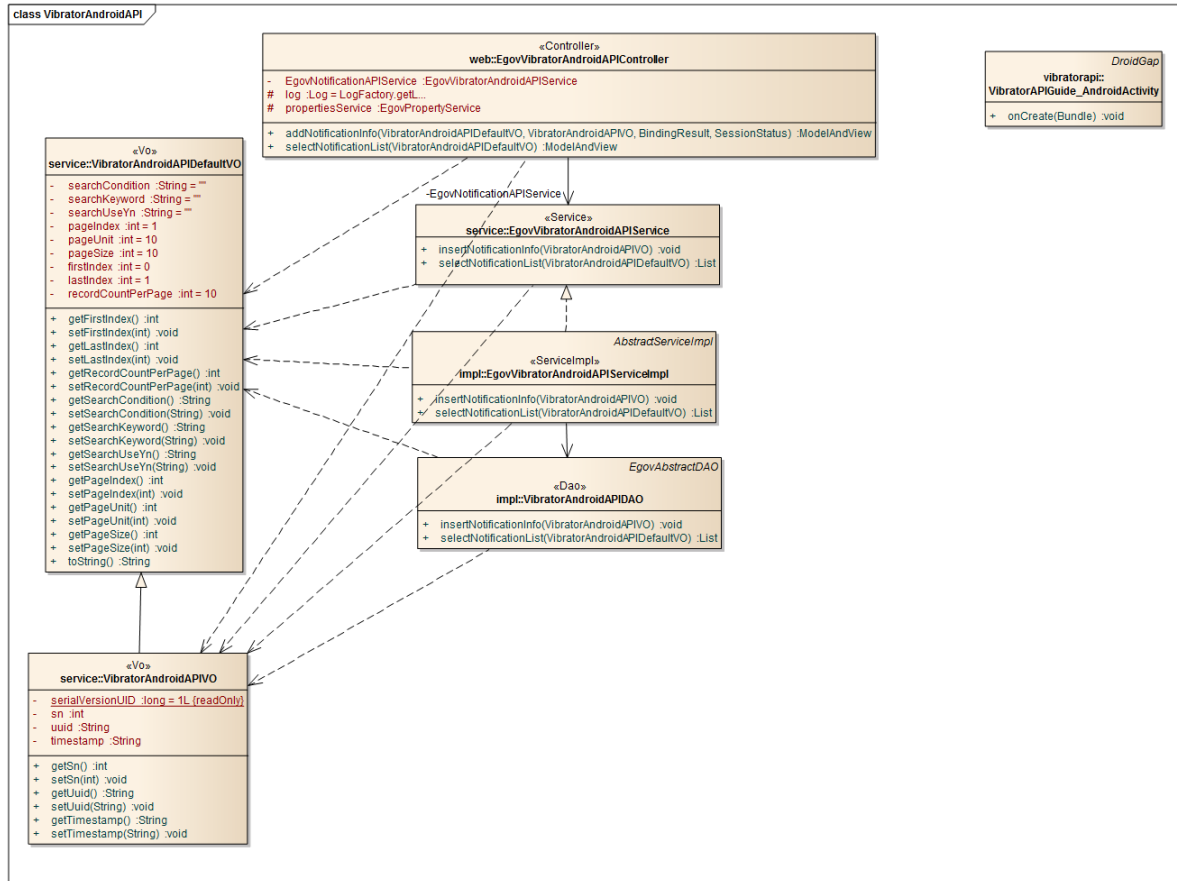 class VibratorAndroidAPI
«Controller»
web::EgovVibratorAndroidAPIController
- EgovNotificationAPIService :EgovVibratorAndroidAPIService
# log :Log = LogFactory.getL...
# propertiesService :EgovPropertyService
+ addNotificationInfo(VibratorAndroidAPIDefaultVO, VibratorAndroidAPIVO, BindingResult, SessionStatus) :ModelAndView
+ selectNotificationList(VibratorAndroidAPIDefaultVO) :ModelAndView
DroidGap
vibratorapi::
VibratorAPIGuide_AndroidActivity
+ onCreate(Bundle) :void
«Vo»
service::VibratorAndroidAPIDefaultVO
- searchCondition :String = ""
- searchKeyword :String = ""
- searchUseYn :String = ""
- pageIndex :int = 1
- pageUnit :int = 10
- pageSize :int = 10
- firstIndex :int = 0
- lastIndex :int = 1
- recordCountPerPage :int = 10
+ getFirstIndex() :int
+ setFirstIndex(int) :void
+ getLastIndex() :int
+ setLastIndex(int) :void
+ getRecordCountPerPage() :int
+ setRecordCountPerPage(int) :void
+ getSearchCondition() :String
+ setSearchCondition(String) :void
+ getSearchKeyword() :String
+ setSearchKeyword(String) :void
+ getSearchUseYn() :String
+ setSearchUseYn(String) :void
+ getPageIndex() :int
+ setPageIndex(int) :void
+ getPageUnit() :int
+ setPageUnit(int) :void
+ getPageSize() :int
+ setPageSize(int) :void
+ toString() :String
-EgovNotificationAPIService
«Service»
service::EgovVibratorAndroidAPIService
+ insertNotificationInfo(VibratorAndroidAPIVO) :void
+ selectNotificationList(VibratorAndroidAPIDefaultVO) :List
AbstractServiceImpl
«ServiceImpl»
impl::EgovVibratorAndroidAPIServiceImpl
+ insertNotificationInfo(VibratorAndroidAPIVO) :void
+ selectNotificationList(VibratorAndroidAPIDefaultVO) :List
EgovAbstractDAO
«Dao»
impl::VibratorAndroidAPIDAO
+ insertNotificationInfo(VibratorAndroidAPIVO) :void
+ selectNotificationList(VibratorAndroidAPIDefaultVO) :List
«Vo»
service::VibratorAndroidAPIVO
- serialVersionUID :long = 1L {readOnly}
- sn :int
- uuid :String
- timestamp :String
+ getSn() :int
+ setSn(int) :void
+ getUuid() :String
+ setUuid(String) :void
+ getTimestamp() :String
+ setTimestamp(String) :void